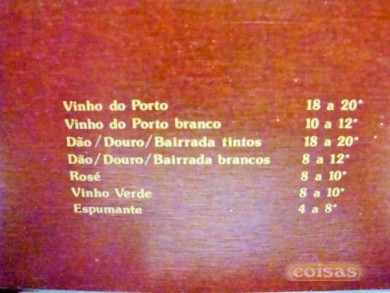 Vinho do Porto 18 a 20°
Vinho do Porto branco 10 a 12°
Dão/Douro/Bairrada tintos 18 a 20°
Dão/Douro/Bairrada brancos 8 a 12°
Rosé 8 a 10°
Vinho Verde 8 a 10°
Espumante 4 a 8°
coisas